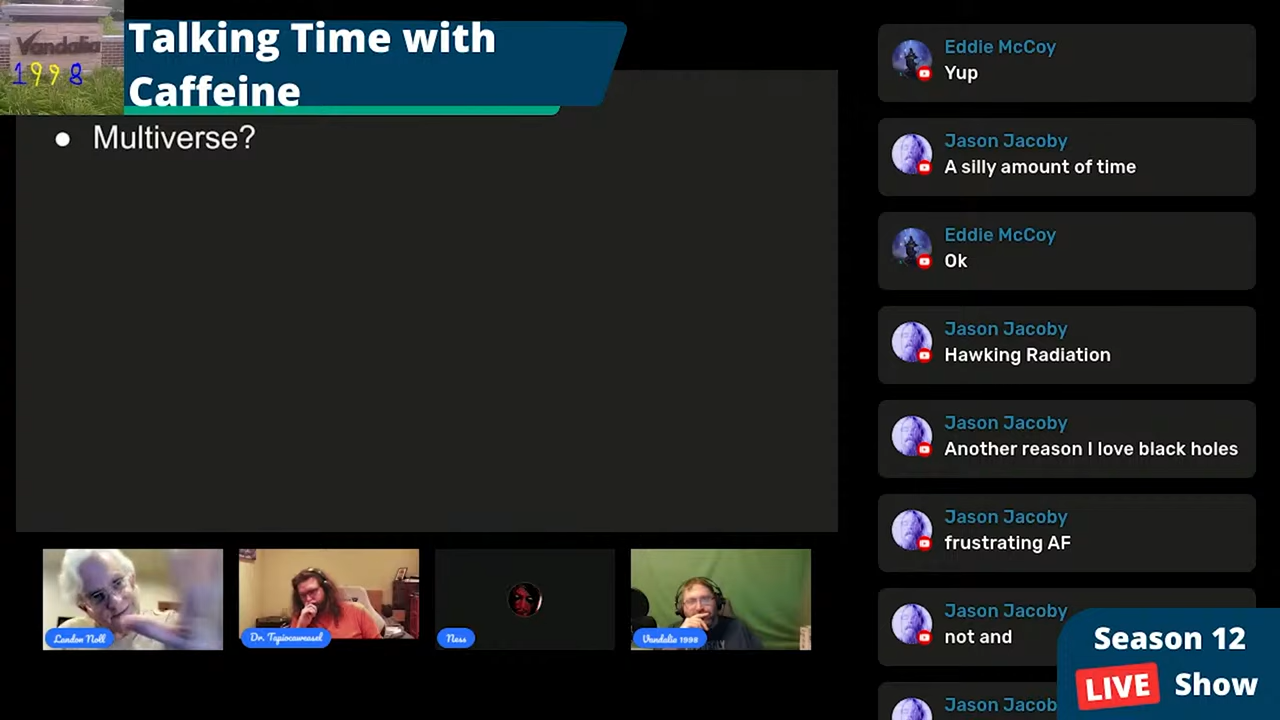 Vandalia
1998
Talking Time with
Caffeine
● Multiverse?
Landon Noll
Dr. Tapiocaweasel
Ness
Vandalia 1998
Eddie McCoy
Yup
Jason Jacoby
A silly amount of time
Eddie McCoy
Ok
Jason Jacoby
Hawking Radiation
Jason Jacoby
Another reason I love black holes
Jason Jacoby
frustrating AF
Jason Jacoby
not and
Jason Jacob
Season 12
LIVE Show